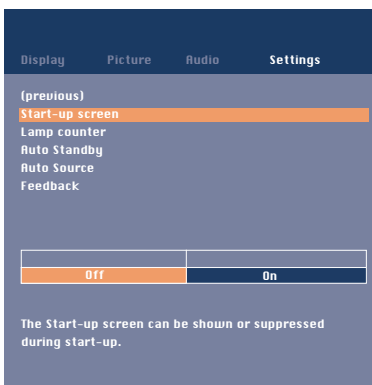 Display Picture Audio Settings
(previous)
Start-up screen
Lamp counter
Auto Standby
Auto Source
Feedback
Off On
The Start-up screen can be shown or suppressed
during start-up.